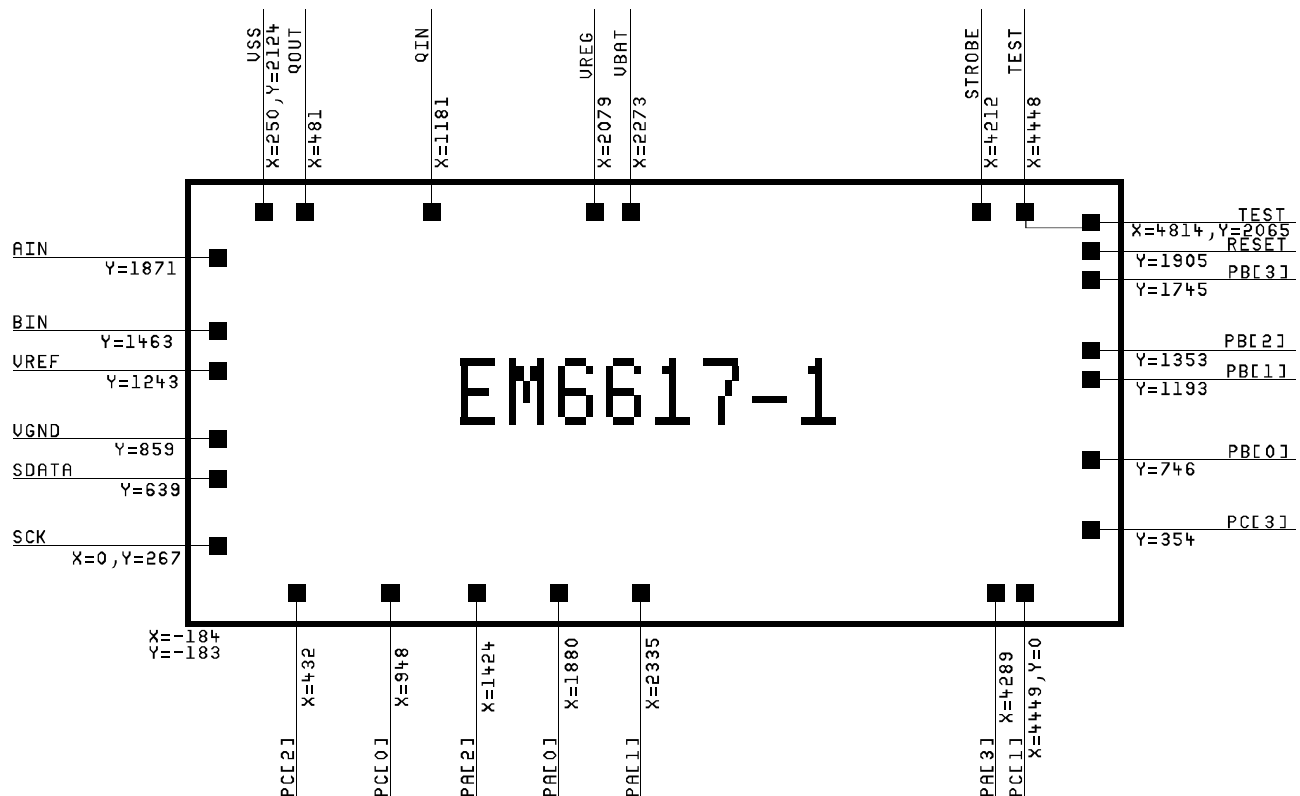 VSS
X=250,Y=2124
QOUT
X=481
QIN
X=1181
VREG
X=2079
VBAT
X=2273
STROBE
X=4212
TEST
X=4448
AIN
Y=1871
BIN
Y=1463
VREF
Y=1243
VGND
Y=859
SDATA
Y=639
SCK
X=0,Y=267
EM6617-1
TEST
X=4814,Y=2065
RESET
Y=1905
PB[3]
Y=1745
PB[2]
Y=1353
PB[1]
Y=1193
PB[0]
Y=746
PC[3]
Y=354
X=-184
Y=-183
PC[2]
X=432
PC[0]
X=948
PA[2]
X=1424
PA[0]
X=1880
PA[1]
X=2335
PA[3]
X=4289
PC[1]
X=4449,Y=0